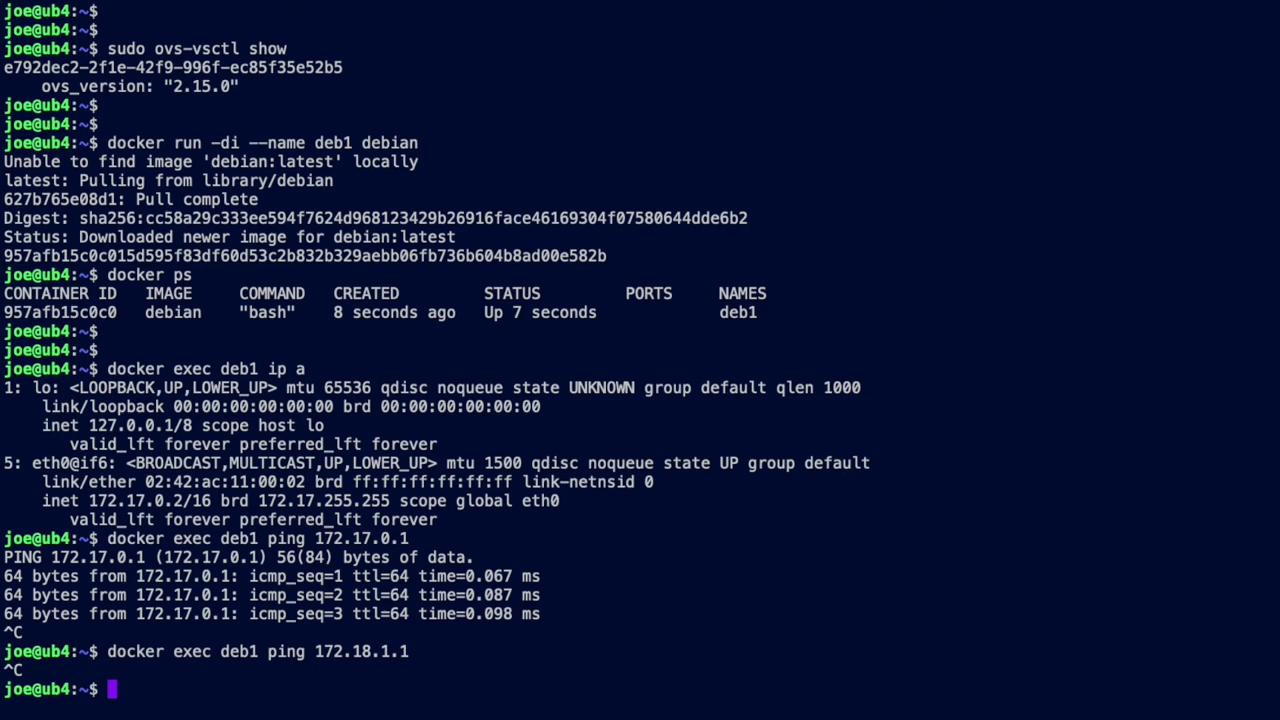 joe@ub4:~$
joe@ub4:~$
joe@ub4:~$ sudo ovs-vsctl show
e792dec2-2f1e-42f9-996f-ec85f35e52b5
    ovs_version: "2.15.0"
joe@ub4:~$
joe@ub4:~$
joe@ub4:~$ docker run -di --name deb1 debian
Unable to find image 'debian:latest' locally
latest: Pulling from library/debian
627b765e08d1: Pull complete
Digest: sha256:cc58a29c333ee594f7624d968123429b26916face46169304f07580644dde6b2
Status: Downloaded newer image for debian:latest
957afb15c0c015d595f83df60d53c2b832b329aebb06fb736b604b8ad00e582b
joe@ub4:~$ docker ps
CONTAINER ID   IMAGE     COMMAND   CREATED         STATUS         PORTS     NAMES
957afb15c0c0   debian    "bash"    8 seconds ago   Up 7 seconds             deb1
joe@ub4:~$
joe@ub4:~$
joe@ub4:~$ docker exec deb1 ip a
1: lo: <LOOPBACK,UP,LOWER_UP> mtu 65536 qdisc noqueue state UNKNOWN group default qlen 1000
    link/loopback 00:00:00:00:00:00 brd 00:00:00:00:00:00
    inet 127.0.0.1/8 scope host lo
       valid_lft forever preferred_lft forever
5: eth0@if6: <BROADCAST,MULTICAST,UP,LOWER_UP> mtu 1500 qdisc noqueue state UP group default
    link/ether 02:42:ac:11:00:02 brd ff:ff:ff:ff:ff:ff link-netnsid 0
    inet 172.17.0.2/16 brd 172.17.255.255 scope global eth0
       valid_lft forever preferred_lft forever
joe@ub4:~$ docker exec deb1 ping 172.17.0.1
PING 172.17.0.1 (172.17.0.1) 56(84) bytes of data.
64 bytes from 172.17.0.1: icmp_seq=1 ttl=64 time=0.067 ms
64 bytes from 172.17.0.1: icmp_seq=2 ttl=64 time=0.087 ms
64 bytes from 172.17.0.1: icmp_seq=3 ttl=64 time=0.098 ms
^C
joe@ub4:~$ docker exec deb1 ping 172.18.1.1
^C
joe@ub4:~$